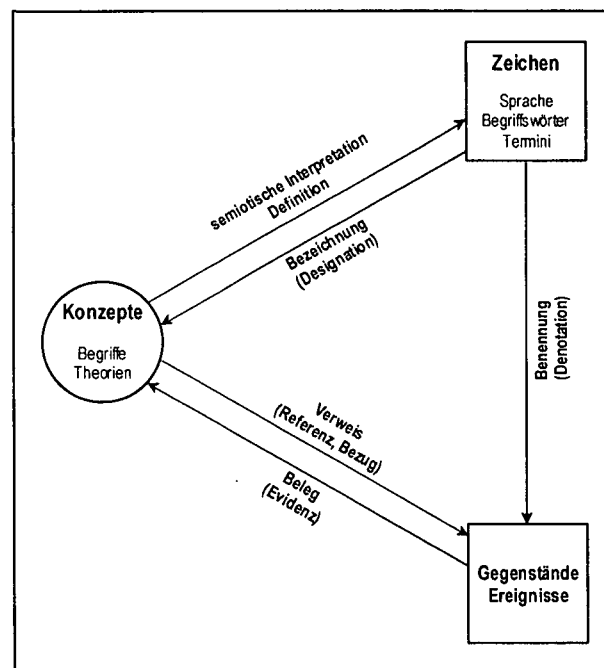 Zeichen
Sprache
Begriffswörter
Termini
semiotische Interpretation
Definition
Bezeichnung
(Designation)
Konzepte
Begriffe
Theorien
Benennung
(Denotation)
Verweis
(Referenz, Bezug)
Beleg
(Evidenz)
Gegenstände
Ereignisse